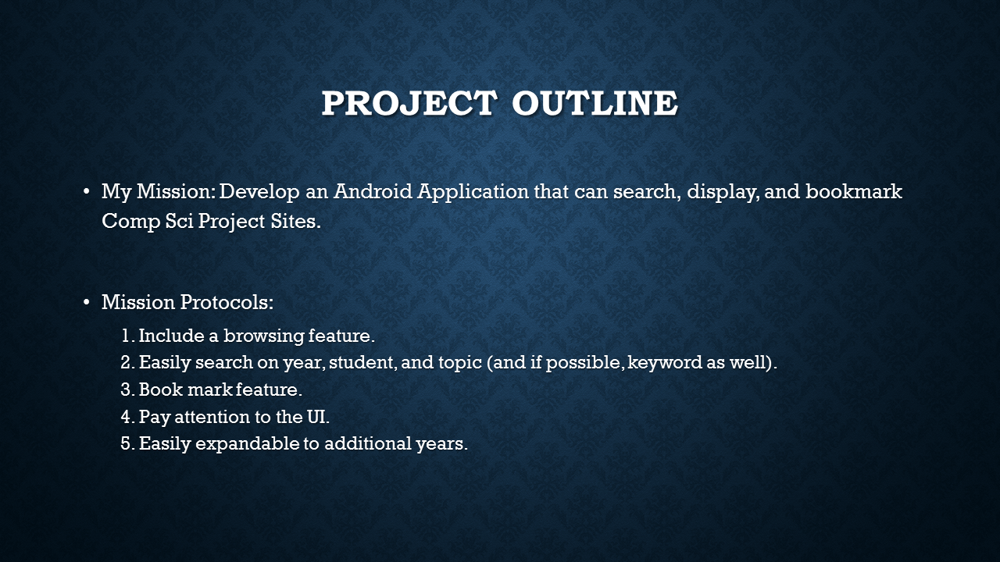 PROJECT OUTLINE
• My Mission: Develop an Android Application that can search, display, and bookmark
Comp Sci Project Sites.
• Mission Protocols:
1. Include a browsing feature.
2. Easily search on year, student, and topic (and if possible, keyword as well).
3. Book mark feature.
4. Pay attention to the UI.
5. Easily expandable to additional years.